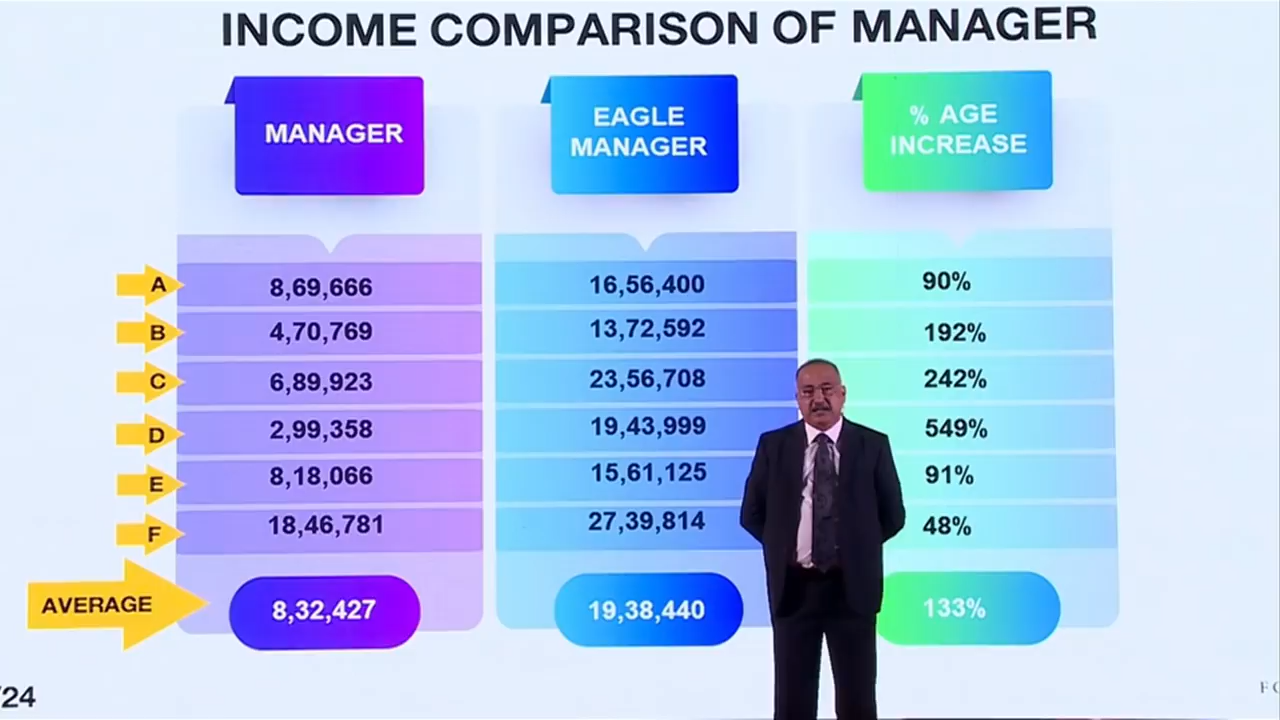 INCOME COMPARISON OF MANAGER
MANAGER
EAGLE
MANAGER
% AGE
INCREASE
A 8,69,666 16,56,400 90%
B 4,70,769 13,72,592 192%
C 6,89,923 23,56,708 242%
D 2,99,358 19,43,999 549%
E 8,18,066 15,61,125 91%
F 18,46,781 27,39,814 48%
AVERAGE 8,32,427 19,38,440 133%
/24